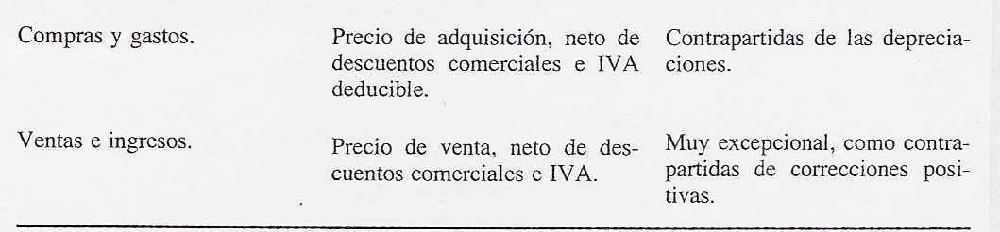 Compras y gastos.
Precio de adquisición, neto de
descuentos comerciales e IVA
deducible.
Contrapartidas de las deprecia-
ciones.
Ventas e ingresos.
Precio de venta, neto de des-
cuentos comerciales e IVA.
Muy excepcional, como contra-
partidas de correcciones posi-
tivas.